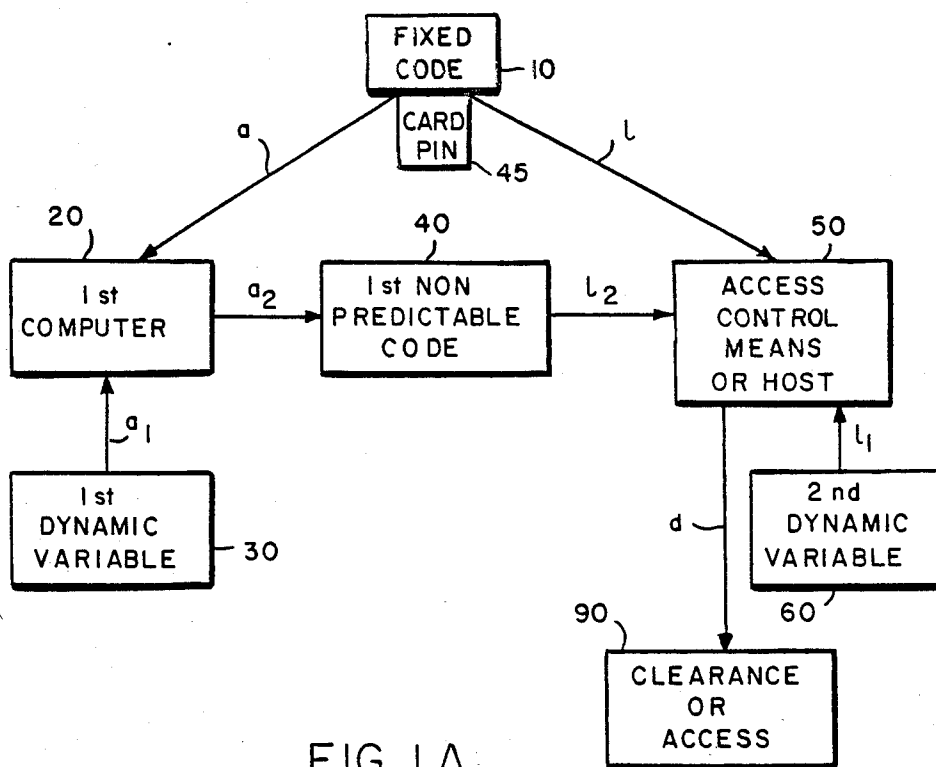 FIXED
CODE
10
CARD
PIN
45
a
l
20
1st
COMPUTER
a2
40
1st NON
PREDICTABLE
CODE
l2
50
ACCESS
CONTROL
MEANS
OR HOST
a1
l1
1st
DYNAMIC
VARIABLE
30
d
2nd
DYNAMIC
VARIABLE
60
90
CLEARANCE
OR
ACCESS
FIG. 1A